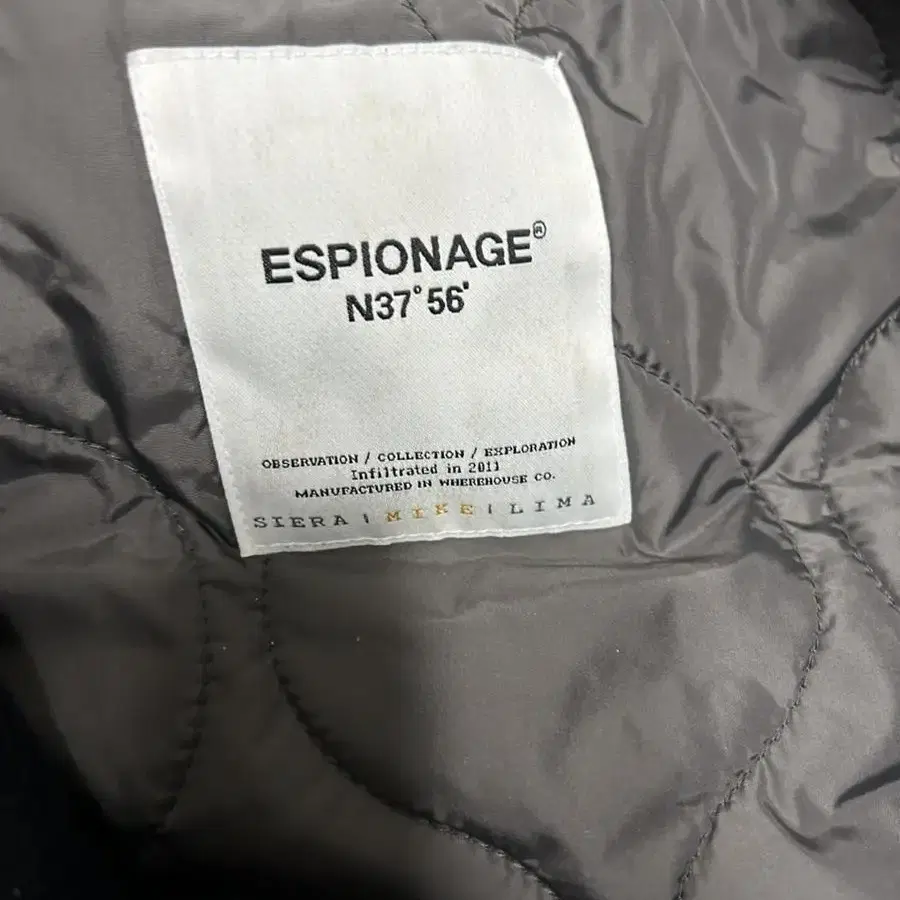 ESPIONAGE®
N37°56'
OBSERVATION / COLLECTION / EXPLORATION
Infiltrated in 2011
MANUFACTURED IN WHEREHOUSE CO.
SIERA | MIKE | LIMA